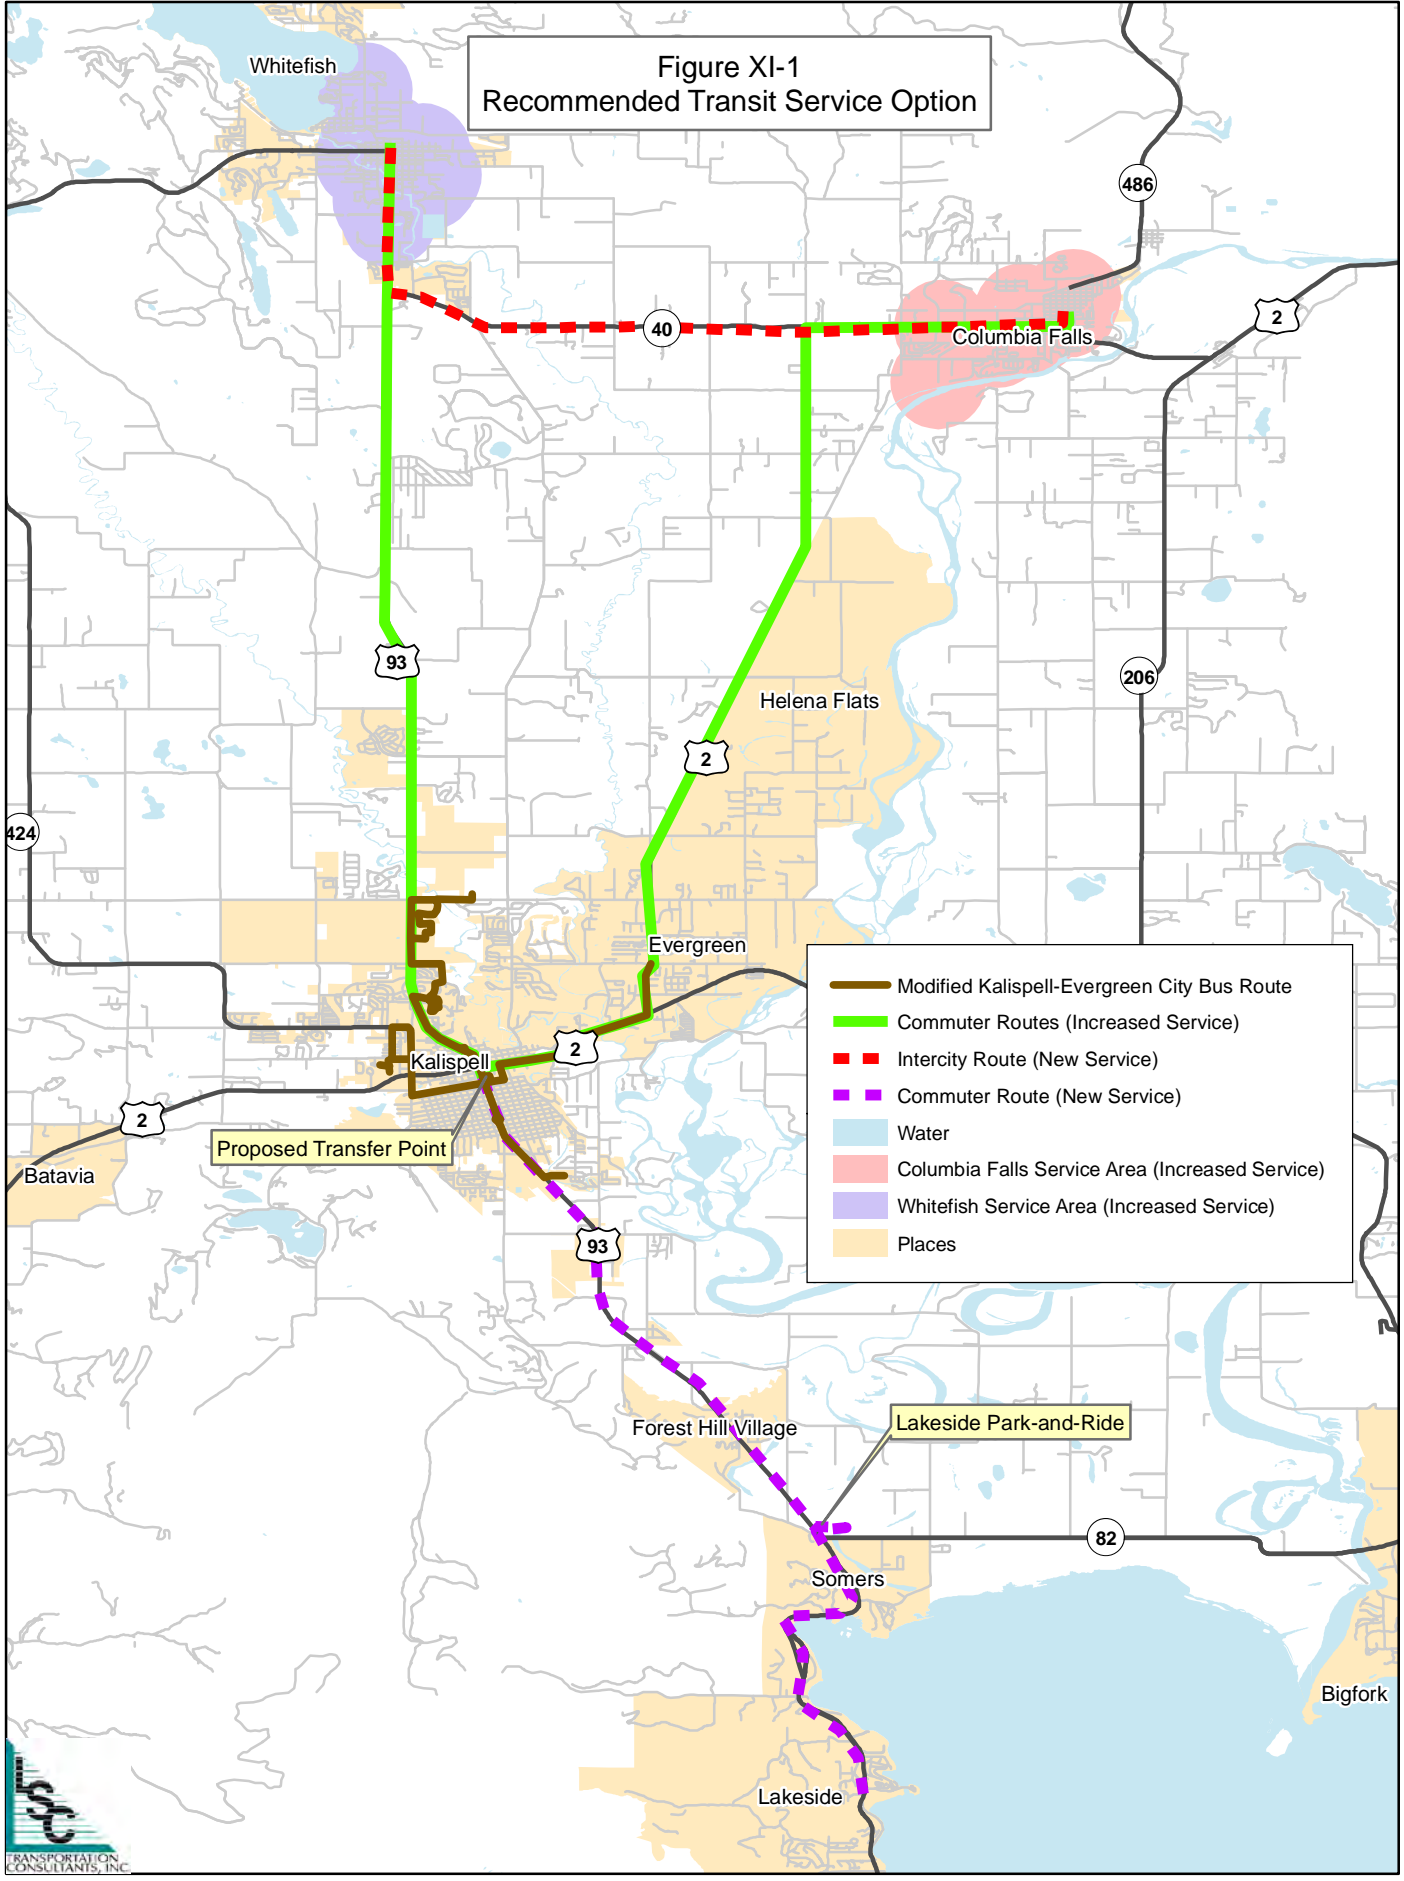 Figure XI-1
Recommended Transit Service Option
Whitefish
486
2
40
Columbia Falls
93
206
Helena Flats
2
424
Evergreen
Modified Kalispell-Evergreen City Bus Route
Commuter Routes (Increased Service)
Intercity Route (New Service)
Commuter Route (New Service)
Water
Columbia Falls Service Area (Increased Service)
Whitefish Service Area (Increased Service)
Places
2
Kalispell
2
Proposed Transfer Point
Batavia
93
Forest Hill Village
Lakeside Park-and-Ride
82
Somers
Bigfork
Lakeside
LSC
TRANSPORTATION
CONSULTANTS, INC.